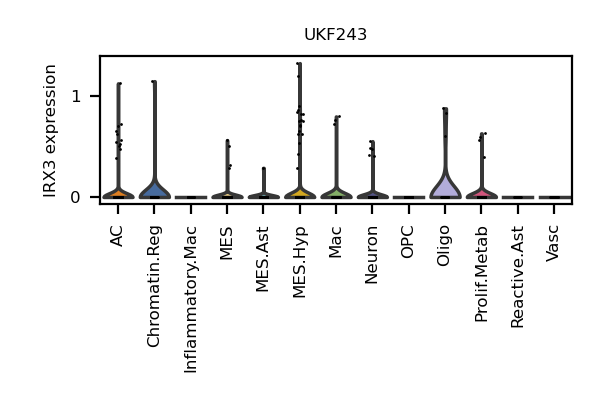 UKF243
IRX3 expression
1
0
AC
Chromatin.Reg
Inflammatory.Mac
MES
MES.Ast
MES.Hyp
Mac
Neuron
OPC
Oligo
Prolif.Metab
Reactive.Ast
Vasc